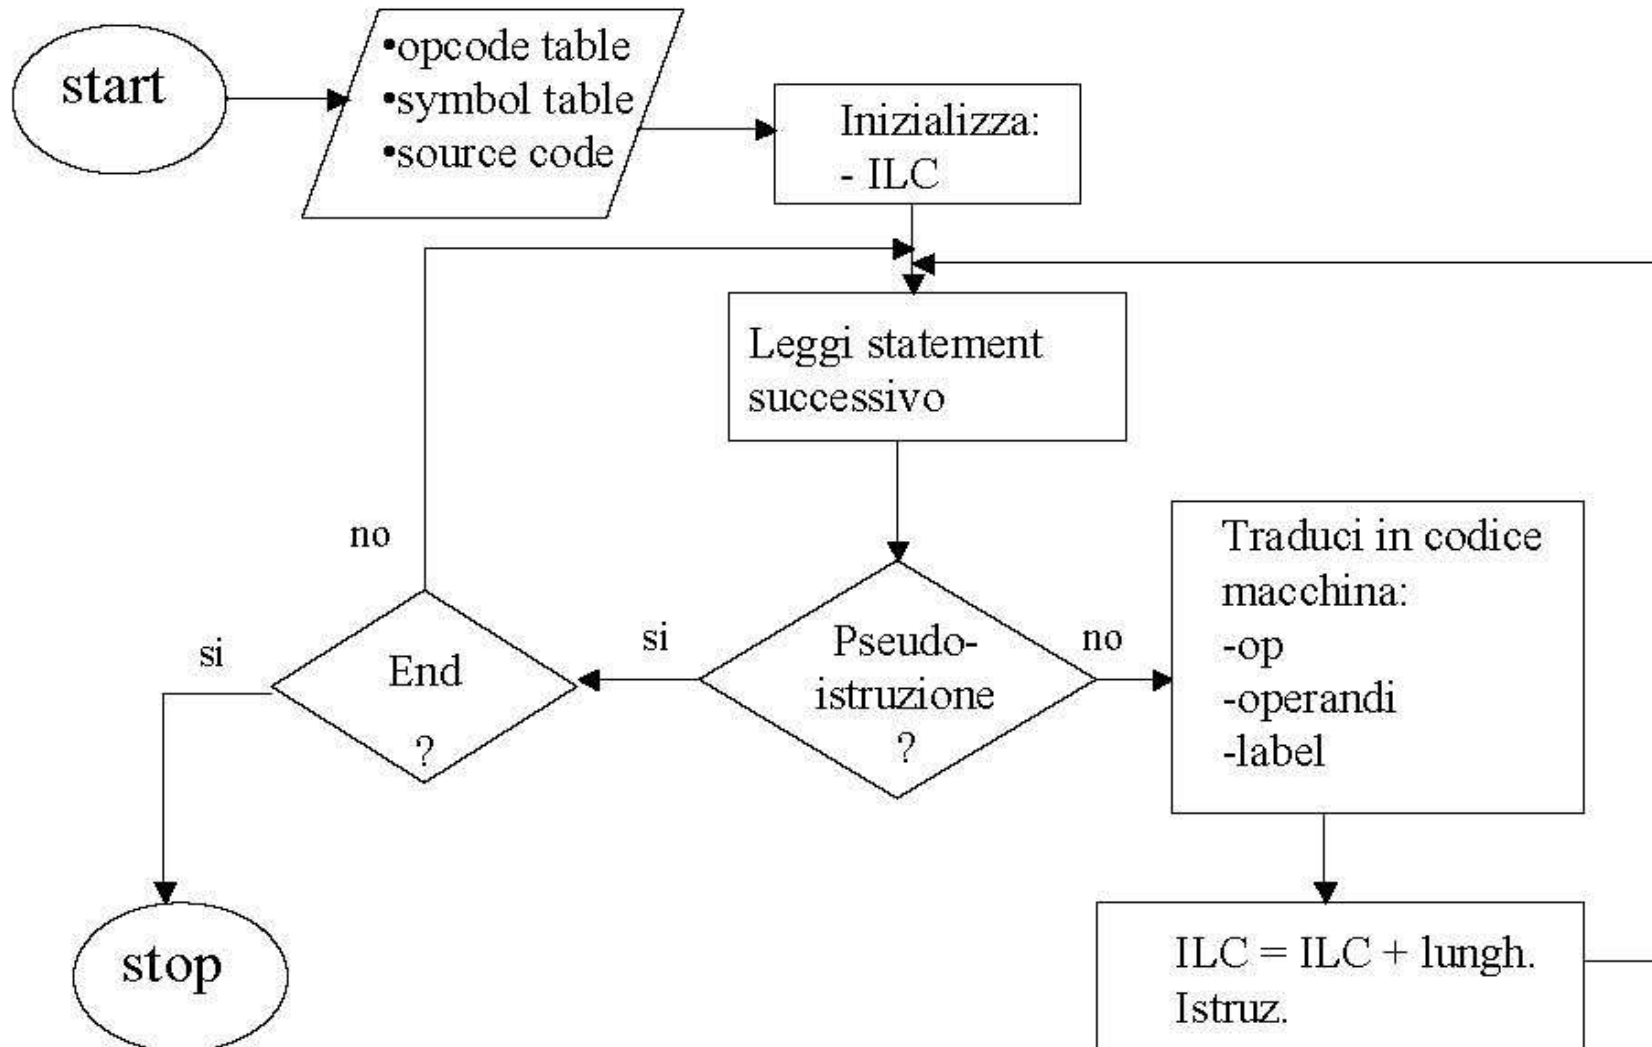 start
•opcode table
•symbol table
•source code
Inizializza:
- ILC
Leggi statement
successivo
no
si
End
?
si
Pseudo-
istruzione
?
no
Traduci in codice
macchina:
-op
-operandi
-label
stop
ILC = ILC + lungh.
Istruz.